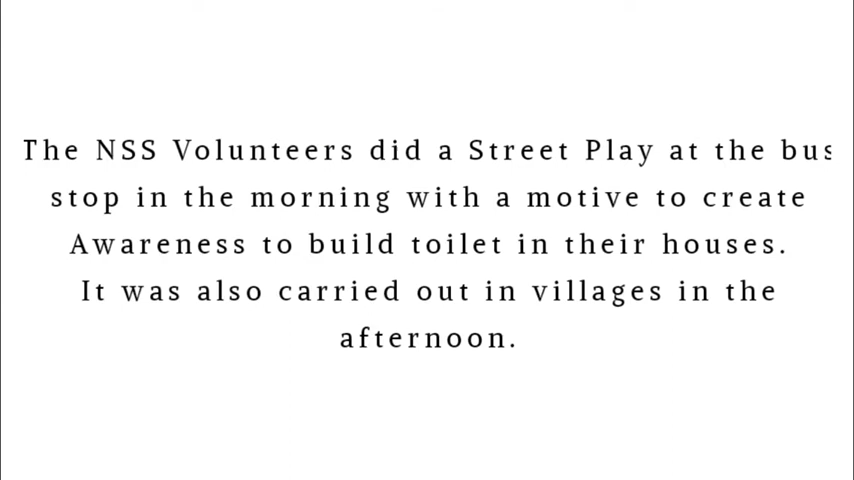 The NSS Volunteers did a Street Play at the bus
stop in the morning with a motive to create
Awareness to build toilet in their houses.
It was also carried out in villages in the
afternoon.